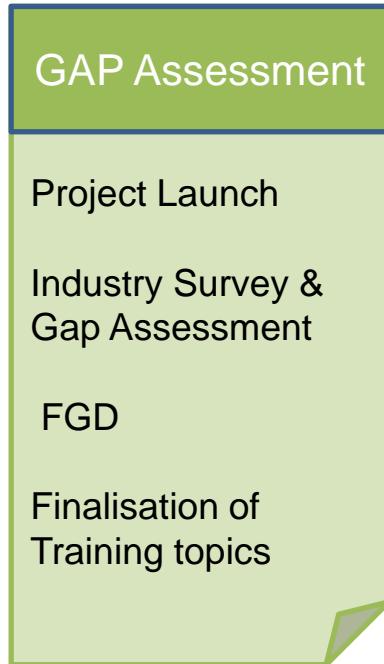 GAP Assessment
Project Launch
Industry Survey &
Gap Assessment
FGD
Finalisation of
Training topics